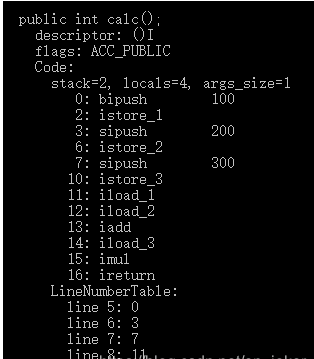 public int calc();
descriptor: ()I
flags: ACC_PUBLIC
Code:
stack=2, locals=4, args_size=1
0: bipush 100
2: istore_1
3: sipush 200
6: istore_2
7: sipush 300
10: istore_3
11: iload_1
12: iload_2
13: iadd
14: iload_3
15: imul
16: ireturn
LineNumberTable:
line 5: 0
line 6: 3
line 7: 7
line 8: 11